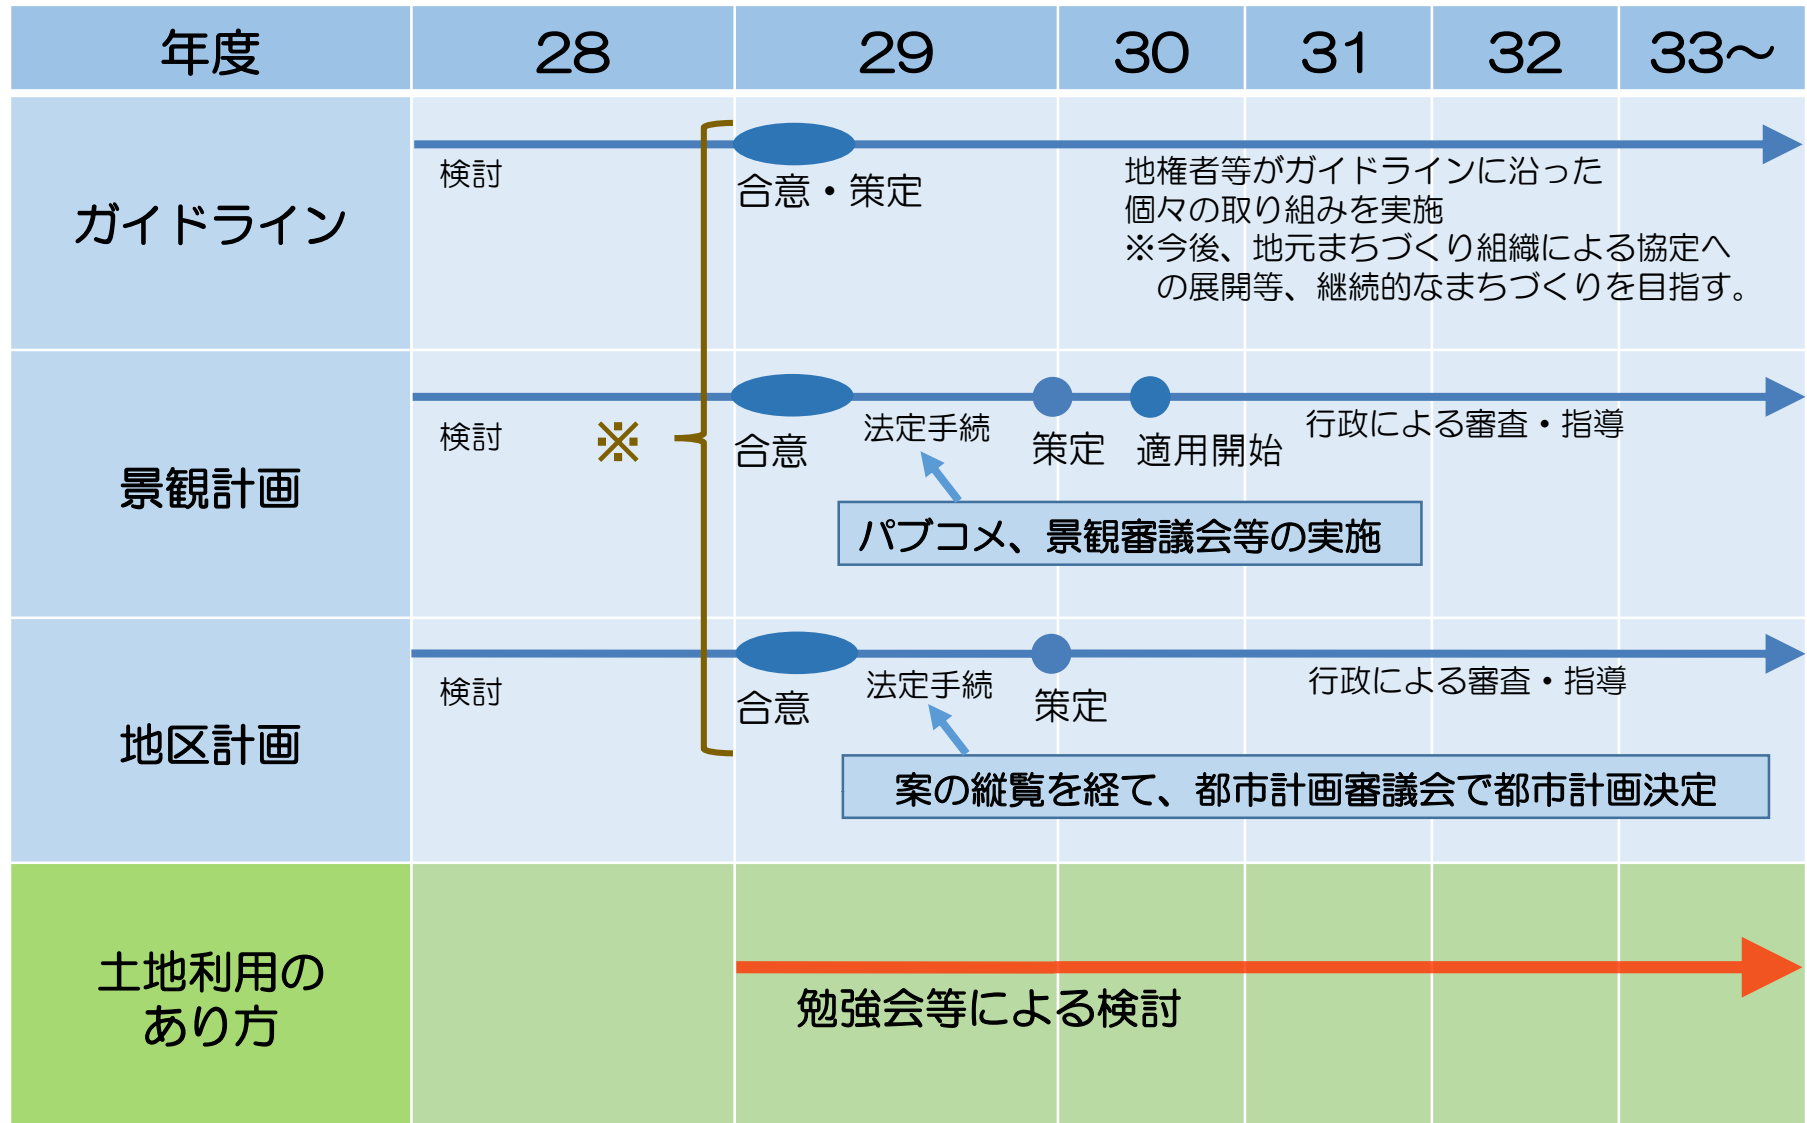 年度 28 29 30 31 32 33〜
ガイドライン
検討
合意・策定
地権者等がガイドラインに沿った
個々の取り組みを実施
※今後、地元まちづくり組織による協定へ
の展開等、継続的なまちづくりを目指す。
景観計画
検討
※
合意
法定手続
策定
適用開始
行政による審査・指導
パブコメ、景観審議会等の実施
地区計画
検討
合意
法定手続
策定
行政による審査・指導
案の縦覧を経て、都市計画審議会で都市計画決定
土地利用の
あり方
勉強会等による検討